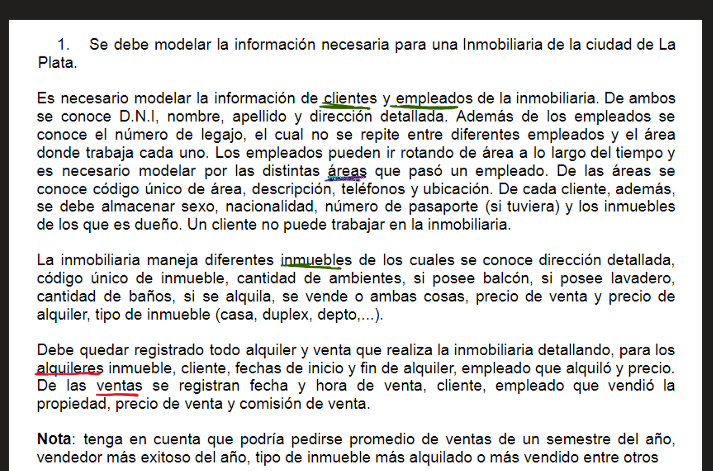 1. Se debe modelar la información necesaria para una Inmobiliaria de la ciudad de La
Plata.
Es necesario modelar la información de clientes y empleados de la inmobiliaria. De ambos
se conoce D.N.I, nombre, apellido y dirección detallada. Además de los empleados se
conoce el número de legajo, el cual no se repite entre diferentes empleados y el área
donde trabaja cada uno. Los empleados pueden ir rotando de área a lo largo del tiempo y
es necesario modelar por las distintas áreas que pasó un empleado. De las áreas se
conoce código único de área, descripción, teléfonos y ubicación. De cada cliente, además,
se debe almacenar sexo, nacionalidad, número de pasaporte (si tuviera) y los inmuebles
de los que es dueño. Un cliente no puede trabajar en la inmobiliaria.
La inmobiliaria maneja diferentes inmuebles de los cuales se conoce dirección detallada,
código único de inmueble, cantidad de ambientes, si posee balcón, si posee lavadero,
cantidad de baños, si se alquila, se vende o ambas cosas, precio de venta y precio de
alquiler, tipo de inmueble (casa, duplex, depto,...).
Debe quedar registrado todo alquiler y venta que realiza la inmobiliaria detallando, para los
alquileres inmueble, cliente, fechas de inicio y fin de alquiler, empleado que alquiló y precio.
De las ventas se registran fecha y hora de venta, cliente, empleado que vendió la
propiedad, precio de venta y comisión de venta.
Nota: tenga en cuenta que podría pedirse promedio de ventas de un semestre del año,
vendedor más exitoso del año, tipo de inmueble más alquilado o más vendido entre otros